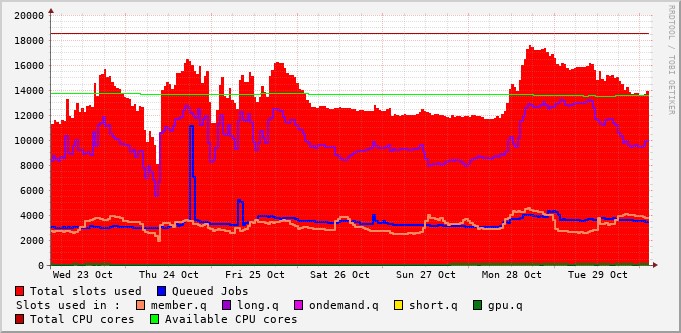 20000
18000
16000
14000
12000
10000
8000
6000
4000
2000
0
Wed 23 Oct Thu 24 Oct Fri 25 Oct Sat 26 Oct Sun 27 Oct Mon 28 Oct Tue 29 Oct
Total slots used Queued Jobs
Slots used in : member.q long.q ondemand.q short.q gpu.q
Total CPU cores Available CPU cores
RRDTOOL / TOBI OETIKER